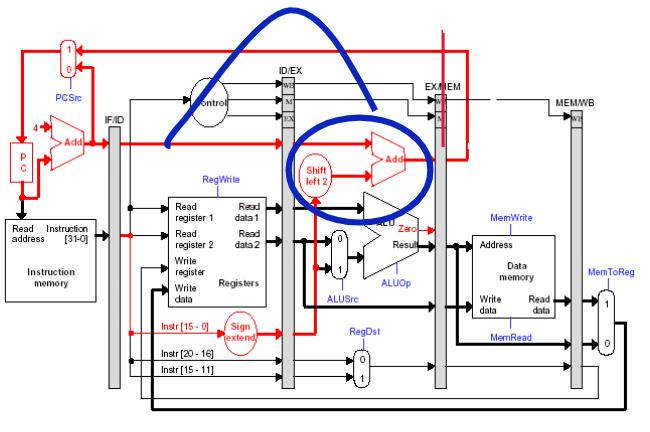 1
0
PCSrc
ID/EX
WB
M
EX
Control
EX/MEM
WB
M
MEM/WB
WB
IF/ID
4
Add
P
C
Shift
left 2
Add
RegWrite
Read
address
Instruction
[31-0]
Instruction
memory
Read
register 1
Read
data 1
Read
register 2
Read
data 2
Write
register
Write
data
Registers
0
1
ALUSrc
ALU
Zero
Result
ALUOp
MemWrite
Address
Data
memory
Write
data
Read
data
MemRead
MemToReg
1
0
Instr [15 - 0]
Sign
extend
RegDst
Instr [20 - 16]
Instr [15 - 11]
0
1